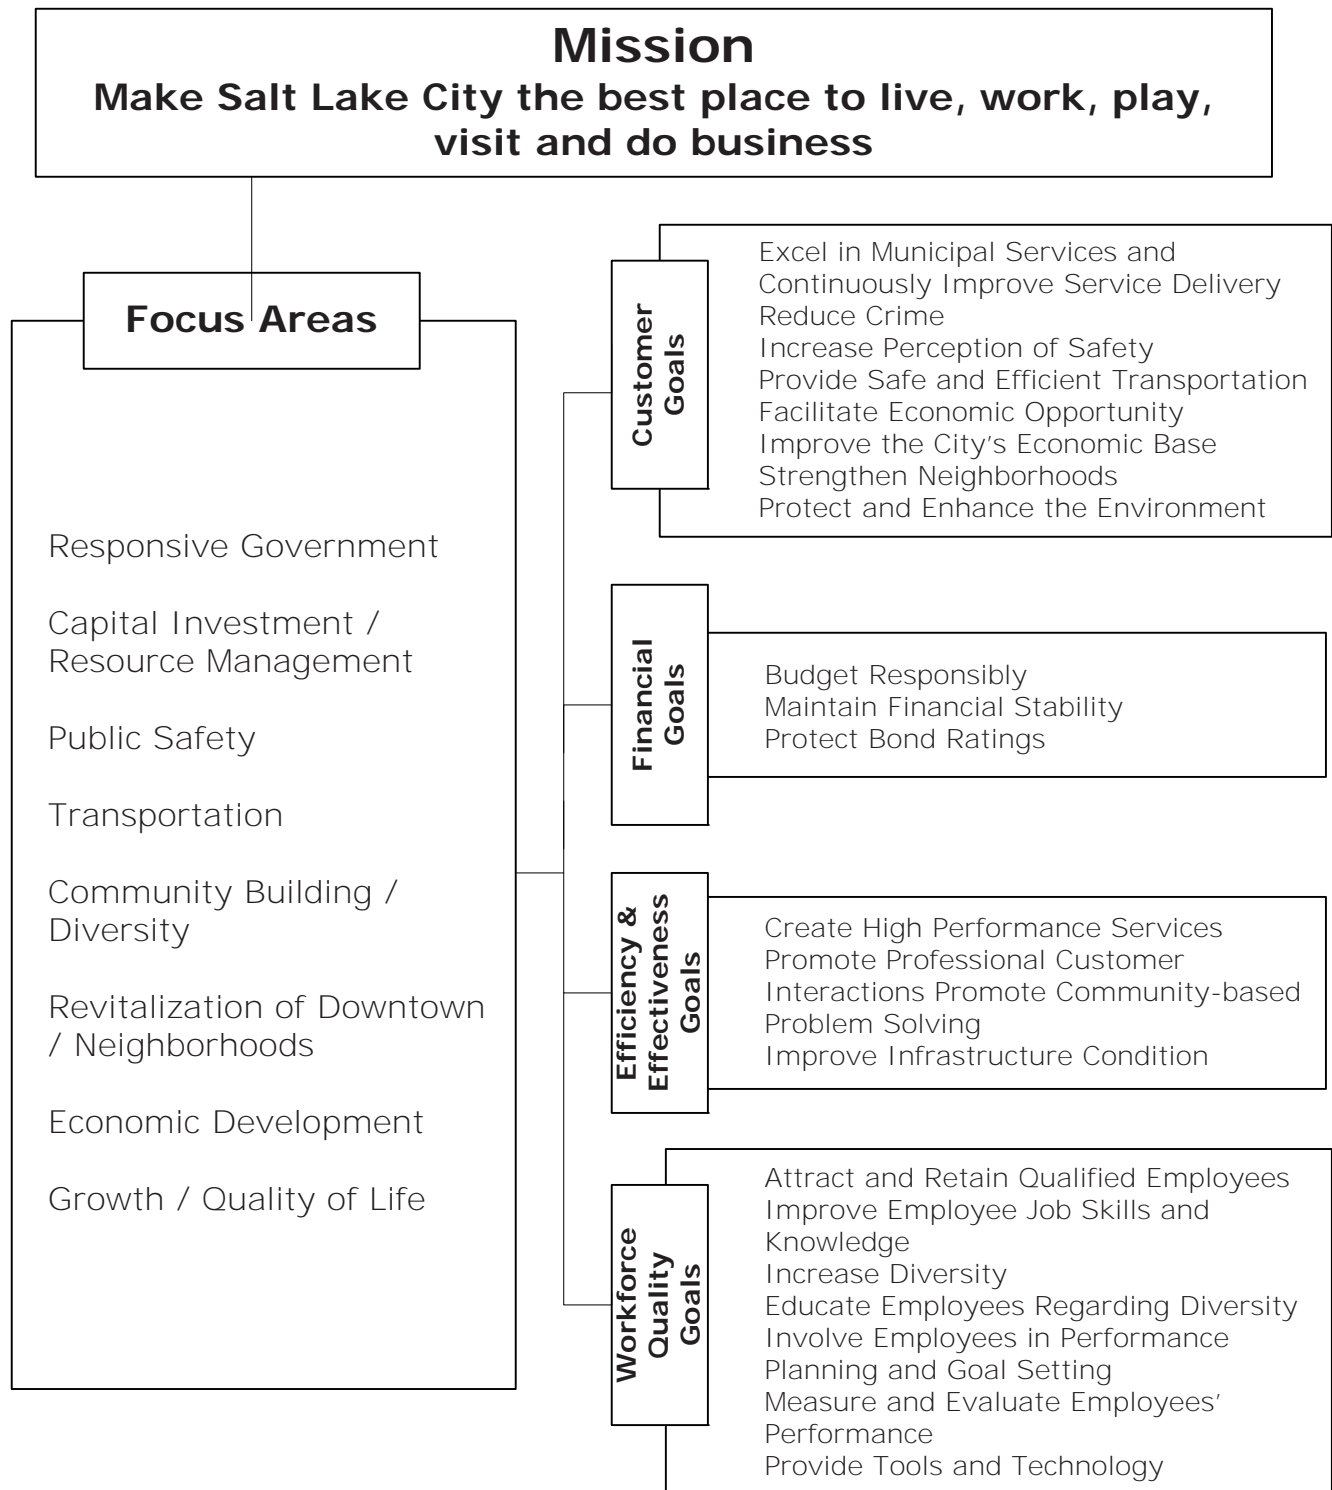 Mission
Make Salt Lake City the best place to live, work, play,
visit and do business
Focus Areas
Responsive Government
Capital Investment /
Resource Management
Public Safety
Transportation
Community Building /
Diversity
Revitalization of Downtown
/ Neighborhoods
Economic Development
Growth / Quality of Life
Customer
Goals
Excel in Municipal Services and
Continuously Improve Service Delivery
Reduce Crime
Increase Perception of Safety
Provide Safe and Efficient Transportation
Facilitate Economic Opportunity
Improve the City’s Economic Base
Strengthen Neighborhoods
Protect and Enhance the Environment
Financial
Goals
Budget Responsibly
Maintain Financial Stability
Protect Bond Ratings
Efficiency &
Effectiveness
Goals
Create High Performance Services
Promote Professional Customer
Interactions Promote Community-based
Problem Solving
Improve Infrastructure Condition
Workforce
Quality
Goals
Attract and Retain Qualified Employees
Improve Employee Job Skills and
Knowledge
Increase Diversity
Educate Employees Regarding Diversity
Involve Employees in Performance
Planning and Goal Setting
Measure and Evaluate Employees’
Performance
Provide Tools and Technology